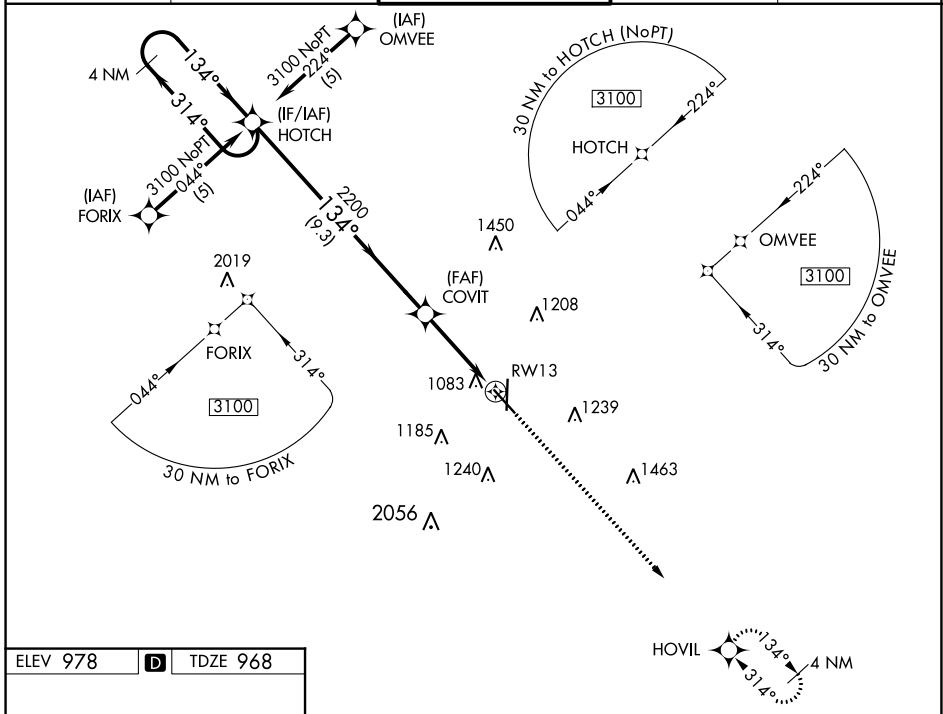 (IAF)
OMVEE
3100 NoPT
224°
(5)
4 NM
134°
314°
(IF/IAF)
HOTCH
3100 NoPT
044°
(5)
(IAF)
FORIX
2200
134°
(9.3)
30 NM to HOTCH (NoPT)
3100
224°
HOTCH
044°
224°
OMVEE
3100
314°
30 NM to OMVEE
1450
2019
(FAF)
COVIT
1208
FORIX
044°
314°
3100
30 NM to FORIX
1083
RW13
1239
1185
1240
1463
2056
HOVIL
134°
314°
4 NM
ELEV 978
D
TDZE 968